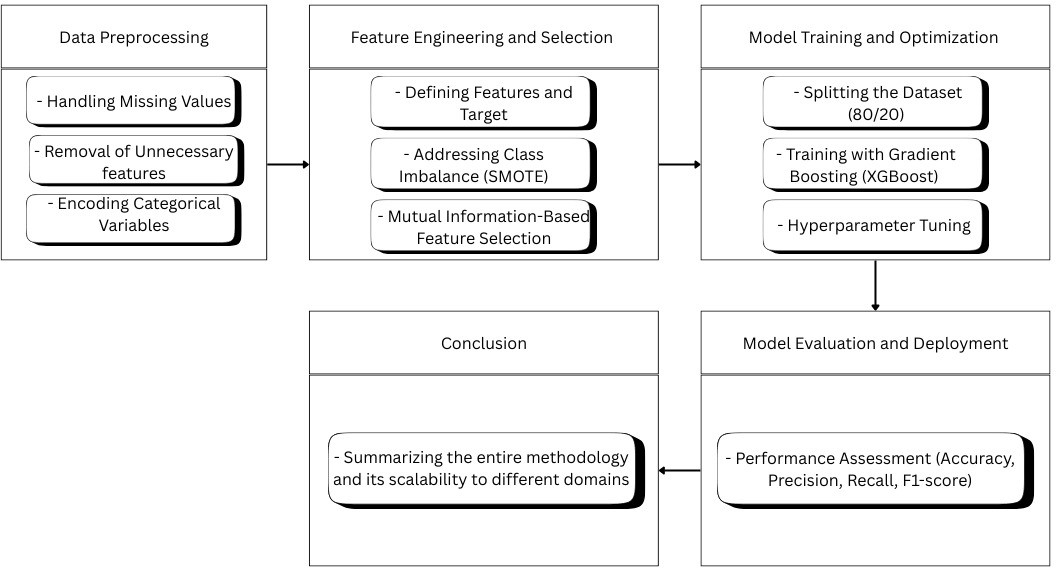 Data Preprocessing
- Handling Missing Values
- Removal of Unnecessary
features
- Encoding Categorical
Variables
Feature Engineering and Selection
- Defining Features and
Target
- Addressing Class
Imbalance (SMOTE)
- Mutual Information-Based
Feature Selection
Model Training and Optimization
- Splitting the Dataset
(80/20)
- Training with Gradient
Boosting (XGBoost)
- Hyperparameter Tuning
Model Evaluation and Deployment
- Performance Assessment (Accuracy,
Precision, Recall, F1-score)
Conclusion
- Summarizing the entire methodology
and its scalability to different domains